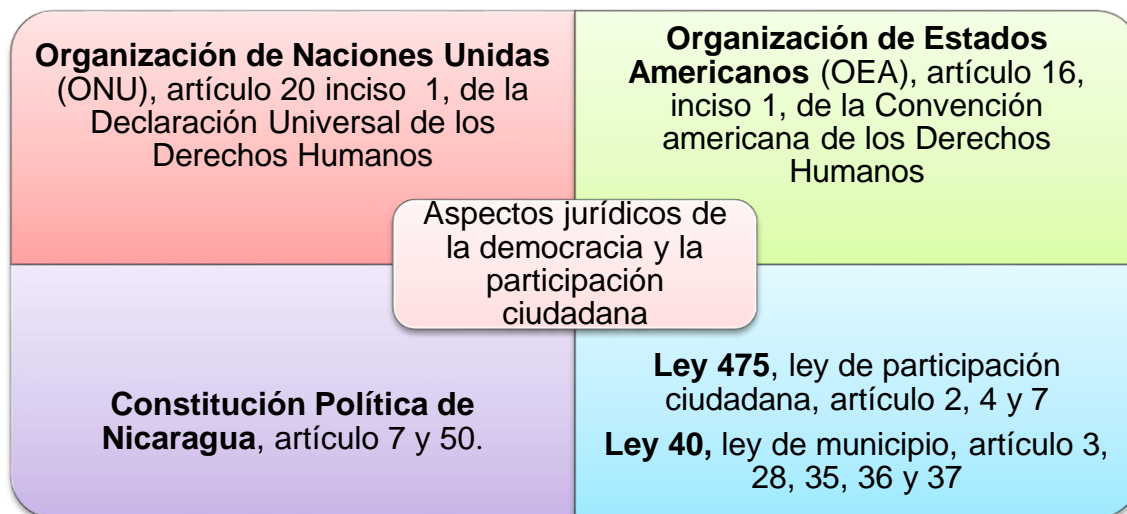 Organización de Naciones Unidas
(ONU), artículo 20 inciso 1, de la
Declaración Universal de los
Derechos Humanos
Organización de Estados
Americanos (OEA), artículo 16,
inciso 1, de la Convención
americana de los Derechos
Humanos
Aspectos jurídicos de
la democracia y la
participación
ciudadana
Constitución Política de
Nicaragua, artículo 7 y 50.
Ley 475, ley de participación
ciudadana, artículo 2, 4 y 7
Ley 40, ley de municipio, artículo 3,
28, 35, 36 y 37